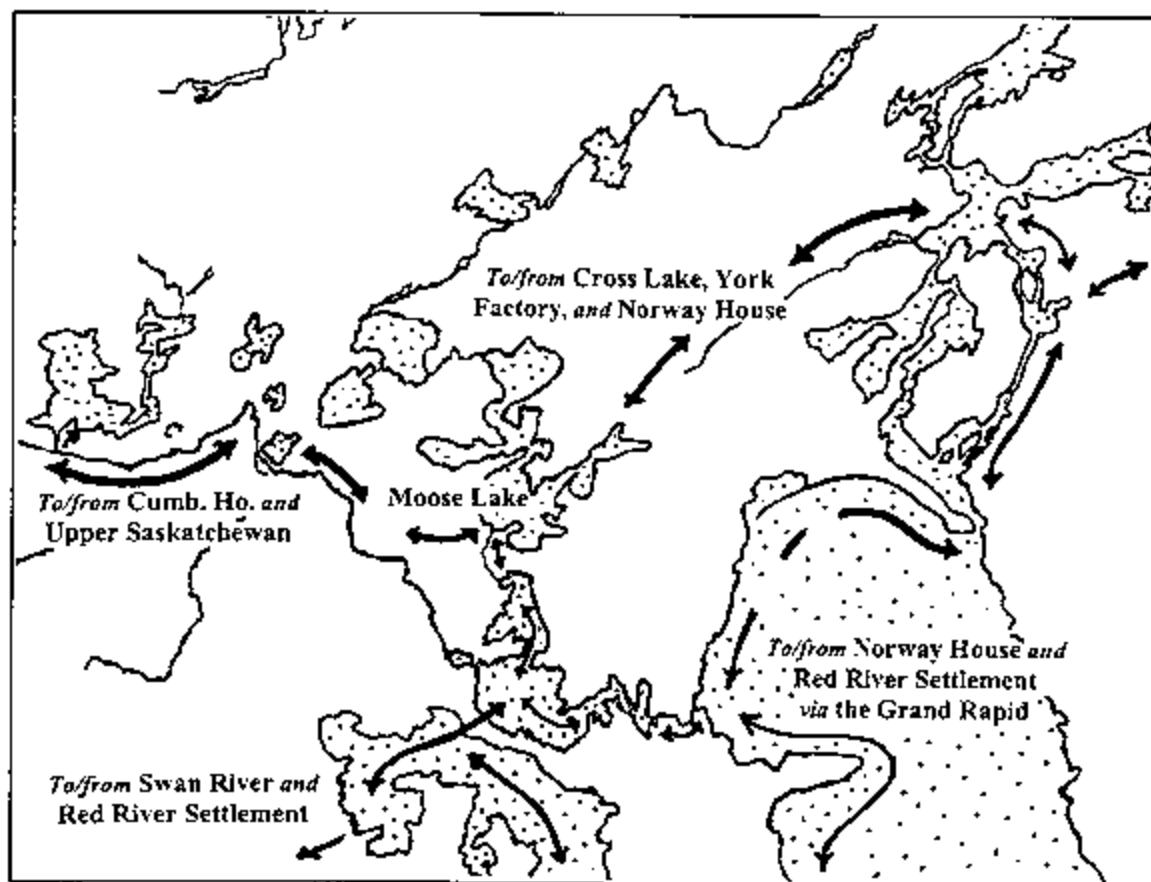 To/from Cross Lake, York
Factory, and Norway House
To/from Cumb. Ho. and
Upper Saskatchewan
Moose Lake
To/from Norway House and
Red River Settlement
via the Grand Rapid
To/from Swan River and
Red River Settlement